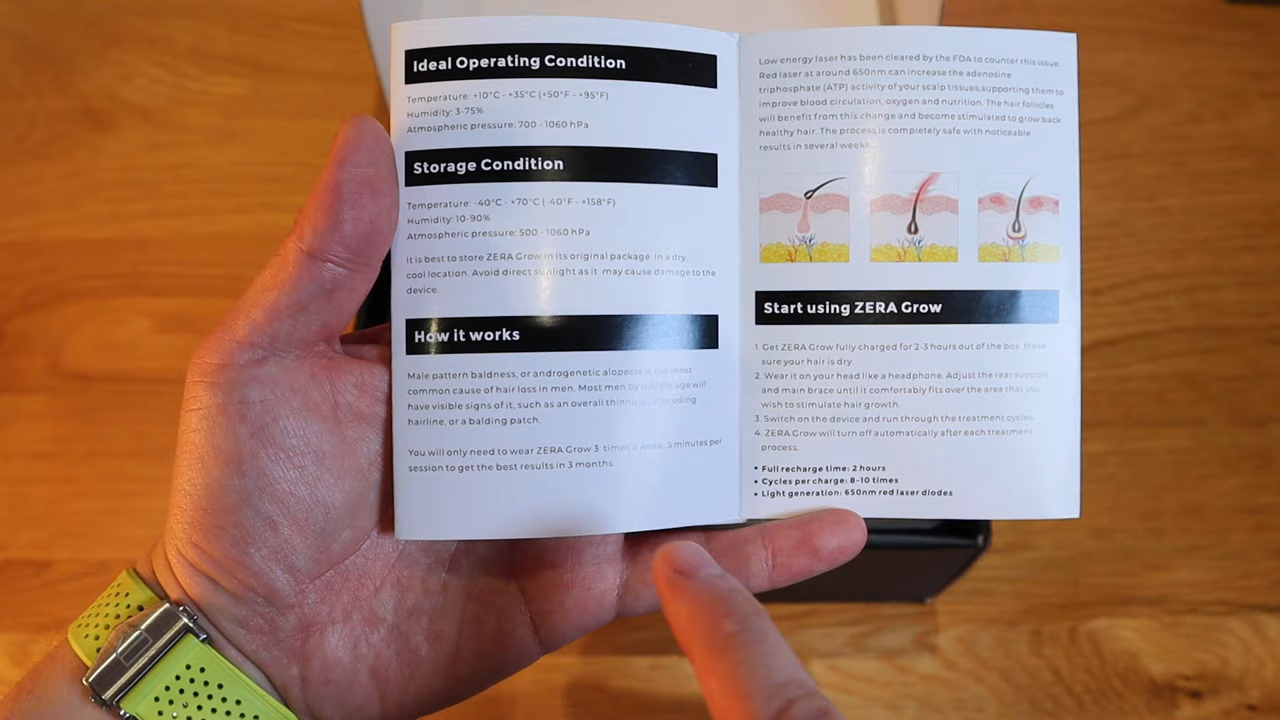 Ideal Operating Condition
Temperature: +10°C - +35°C (+50°F - +95°F)
Humidity: 3-75%
Atmospheric pressure: 700 - 1060 hPa
Storage Condition
Temperature: -40°C - +70°C (-40°F - +158°F)
Humidity: 10-90%
Atmospheric pressure: 500 - 1060 hPa
It is best to store ZERA Grow in its original package in a dry,
cool location. Avoid direct sunlight as it may cause damage to the
device.
How it works
Male pattern baldness, or androgenetic alopecia is the most
common cause of hair loss in men. Most men by middle age will
have visible signs of it, such as an overall thinning, receding
hairline, or a balding patch.
You will only need to wear ZERA Grow 3 times a week, 5 minutes per
session to get the best results in 3 months.
Low energy laser has been cleared by the FDA to counter this issue.
Red laser at around 650nm can increase the adenosine
triphosphate (ATP) activity of your scalp tissues,supporting them to
improve blood circulation, oxygen and nutrition. The hair follicles
will benefit from this change and become stimulated to grow back
healthy hair. The process is completely safe with noticeable
results in several weeks.
Start using ZERA Grow
1. Get ZERA Grow fully charged for 2-3 hours out of the box. Make
sure your hair is dry.
2. Wear it on your head like a headphone. Adjust the rear support
and main brace until it comfortably fits over the area that you
wish to stimulate hair growth.
3. Switch on the device and run through the treatment cycles.
4. ZERA Grow will turn off automatically after each treatment
process.
• Full recharge time: 2 hours
• Cycles per charge: 8-10 times
• Light generation: 650nm red laser diodes